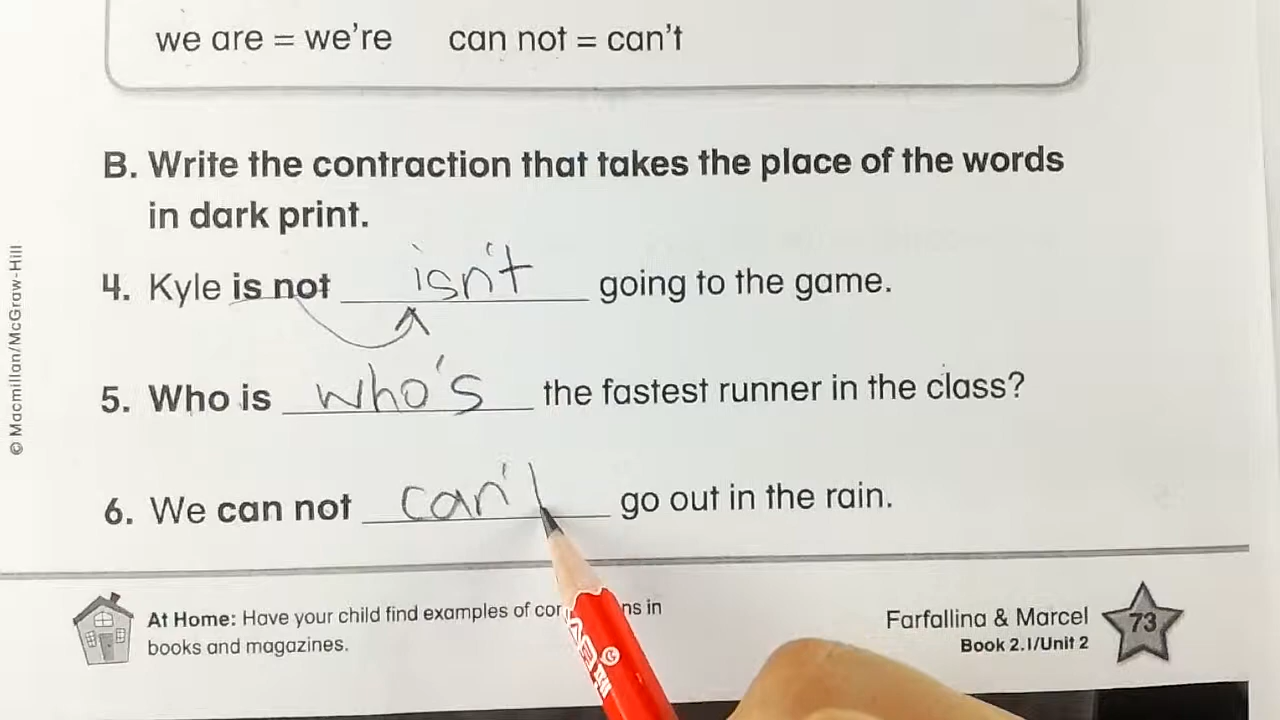 we are = we're can not = can't
B. Write the contraction that takes the place of the words
in dark print.
4. Kyle is not isn't going to the game.
5. Who is who's the fastest runner in the class?
6. We can not can' go out in the rain.
At Home: Have your child find examples of in
books and magazines.
Farfallina & Marcel
Book 2.1/Unit 2
73
© Macmillan/McGraw-Hill